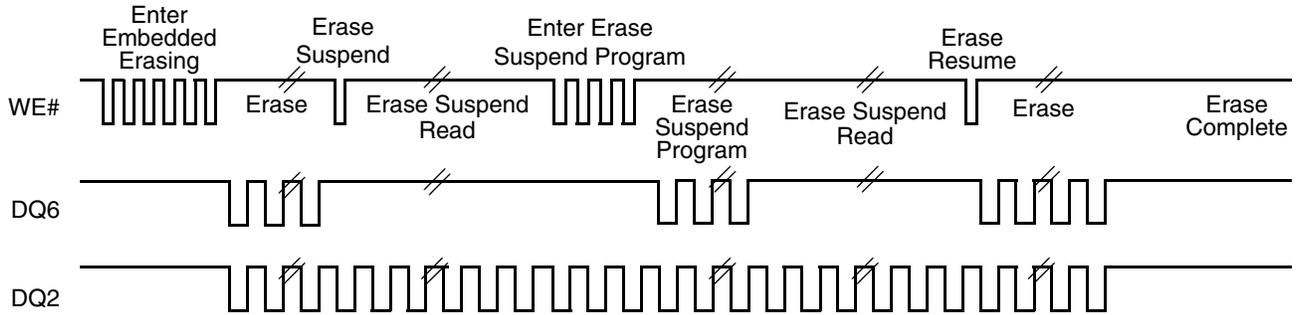 Enter
Embedded
Erasing
Erase
Suspend
Enter Erase
Suspend Program
Erase
Resume
WE#
Erase
Erase Suspend
Read
Erase
Suspend
Program
Erase Suspend
Read
Erase
Erase
Complete
DQ6
DQ2